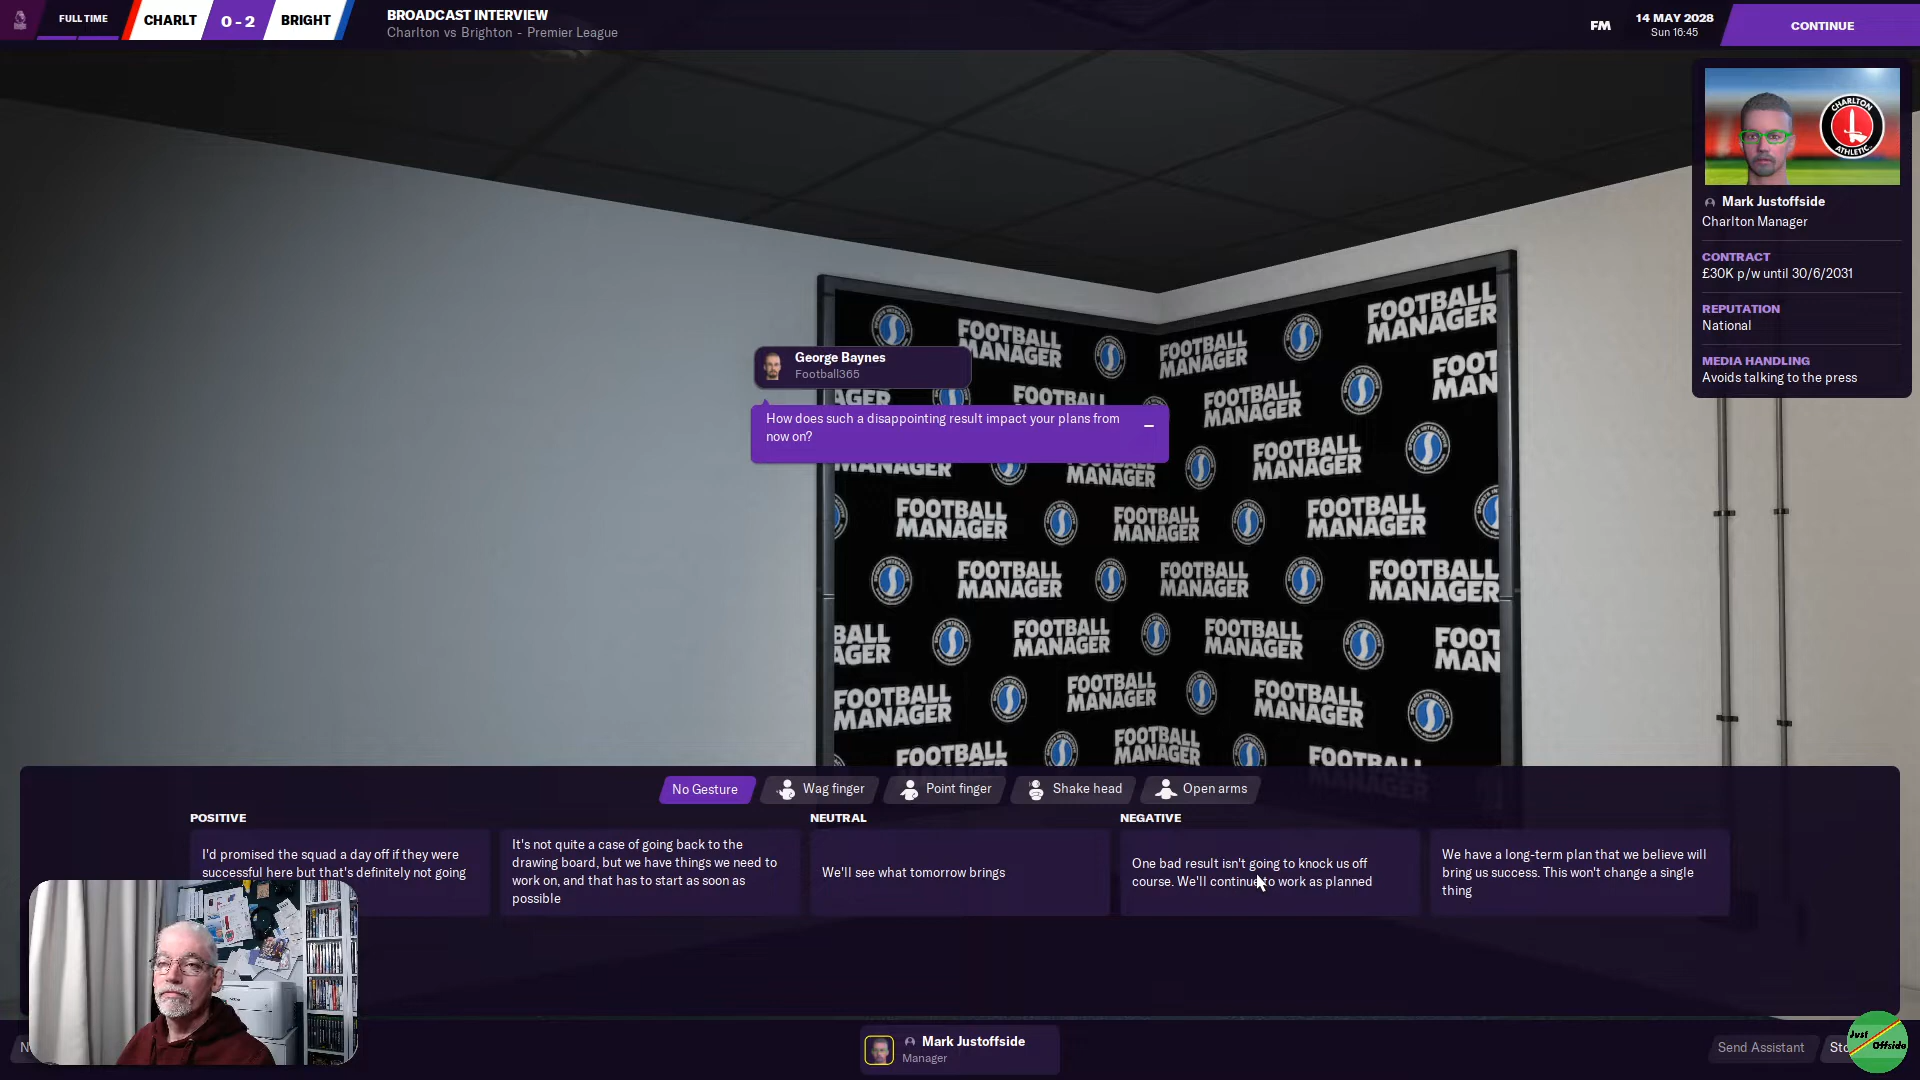 FULL TIME
CHARLT
0 - 2
BRIGHT
BROADCAST INTERVIEW
Charlton vs Brighton - Premier League
FM
14 MAY 2028
Sun 16:45
CONTINUE
CHARLTON
ATHLETIC
Mark Justoffside
Charlton Manager
CONTRACT
£30K p/w until 30/6/2031
REPUTATION
National
MEDIA HANDLING
Avoids talking to the press
George Baynes
Football365
How does such a disappointing result impact your plans from
now on?
FOOTBALL
MANAGER
No Gesture
Wag finger
Point finger
Shake head
Open arms
POSITIVE
NEUTRAL
NEGATIVE
I'd promised the squad a day off if they were
successful here but that's definitely not going
It's not quite a case of going back to the
drawing board, but we have things we need to
work on, and that has to start as soon as
possible
We'll see what tomorrow brings
One bad result isn't going to knock us off
course. We'll continue to work as planned
We have a long-term plan that we believe will
bring us success. This won't change a single
thing
Mark Justoffside
Manager
Send Assistant
Just
Offside